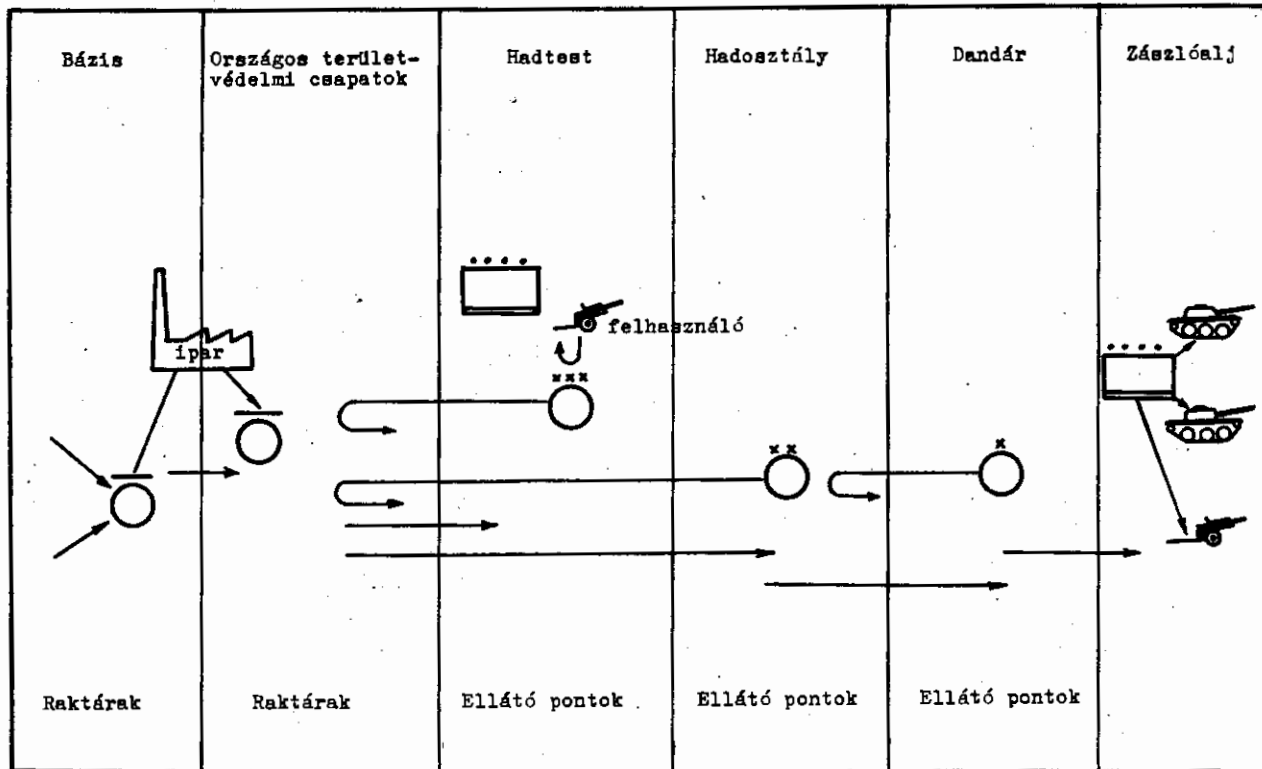 Bázis
Országos terület-
védelmi csapatok
Hadtest
Hadosztály
Dandár
Zászlóalj
felhasználó
ipar
Raktárak
Raktárak
Ellátó pontok
Ellátó pontok
Ellátó pontok